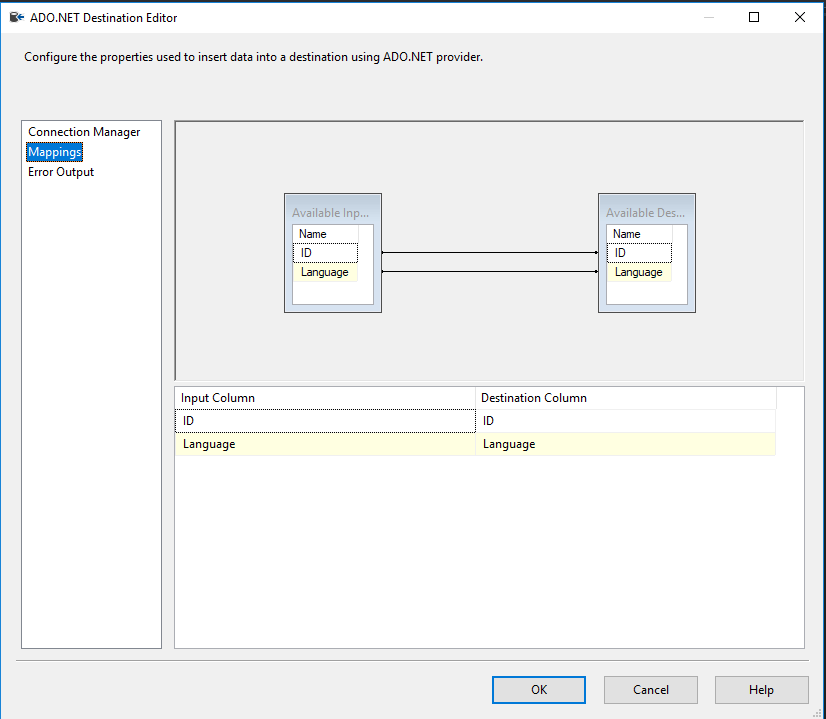 ADO.NET Destination Editor
Configure the properties used to insert data into a destination using ADO.NET provider.
Connection Manager
Mappings
Error Output
Available Inp... Available Des...
Name Name
ID ID
Language Language
Input Column Destination Column
ID ID
Language Language
OK Cancel Help